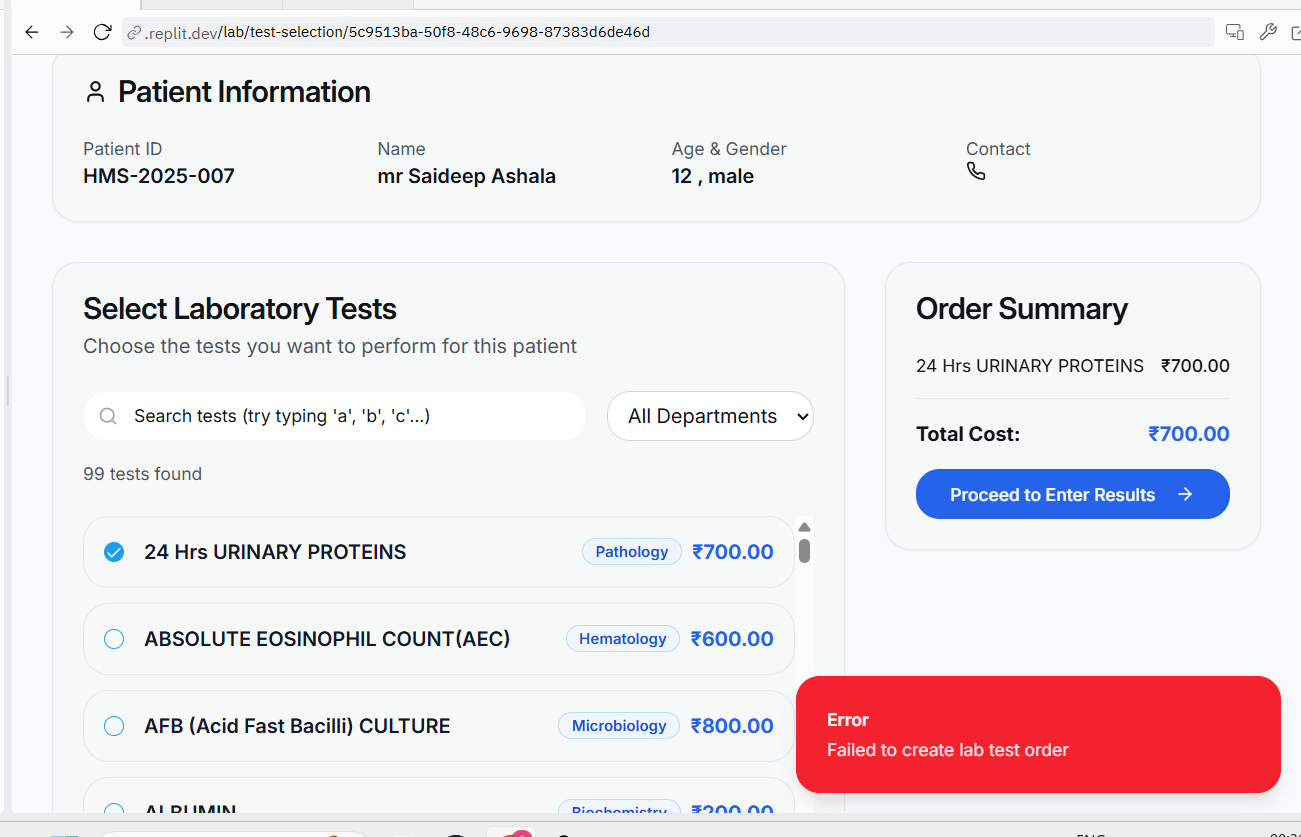 .replit.dev/lab/test-selection/5c9513ba-50f8-48c6-9698-87383d6de46d
Patient Information
Patient ID
HMS-2025-007
Name
mr Saideep Ashala
Age & Gender
12 , male
Contact
Select Laboratory Tests
Choose the tests you want to perform for this patient
Search tests (try typing 'a', 'b', 'c'...)
All Departments
99 tests found
24 Hrs URINARY PROTEINS Pathology ₹700.00
ABSOLUTE EOSINOPHIL COUNT(AEC) Hematology ₹600.00
AFB (Acid Fast Bacilli) CULTURE Microbiology ₹800.00
ALBUMIN Biochemistry ₹200.00
Order Summary
24 Hrs URINARY PROTEINS ₹700.00
Total Cost: ₹700.00
Proceed to Enter Results →
Error
Failed to create lab test order